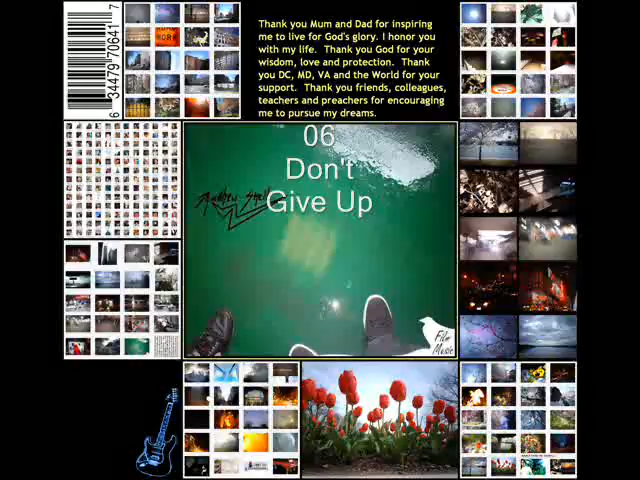 Thank you Mum and Dad for inspiring
me to live for God's glory. I honor you
with my life. Thank you God for your
wisdom, love and protection. Thank
you DC, MD, VA and the World for your
support. Thank you friends, colleagues,
teachers and preachers for encouraging
me to pursue my dreams.
6 34479 70641 7
06
Don't
Give Up
Film
Music